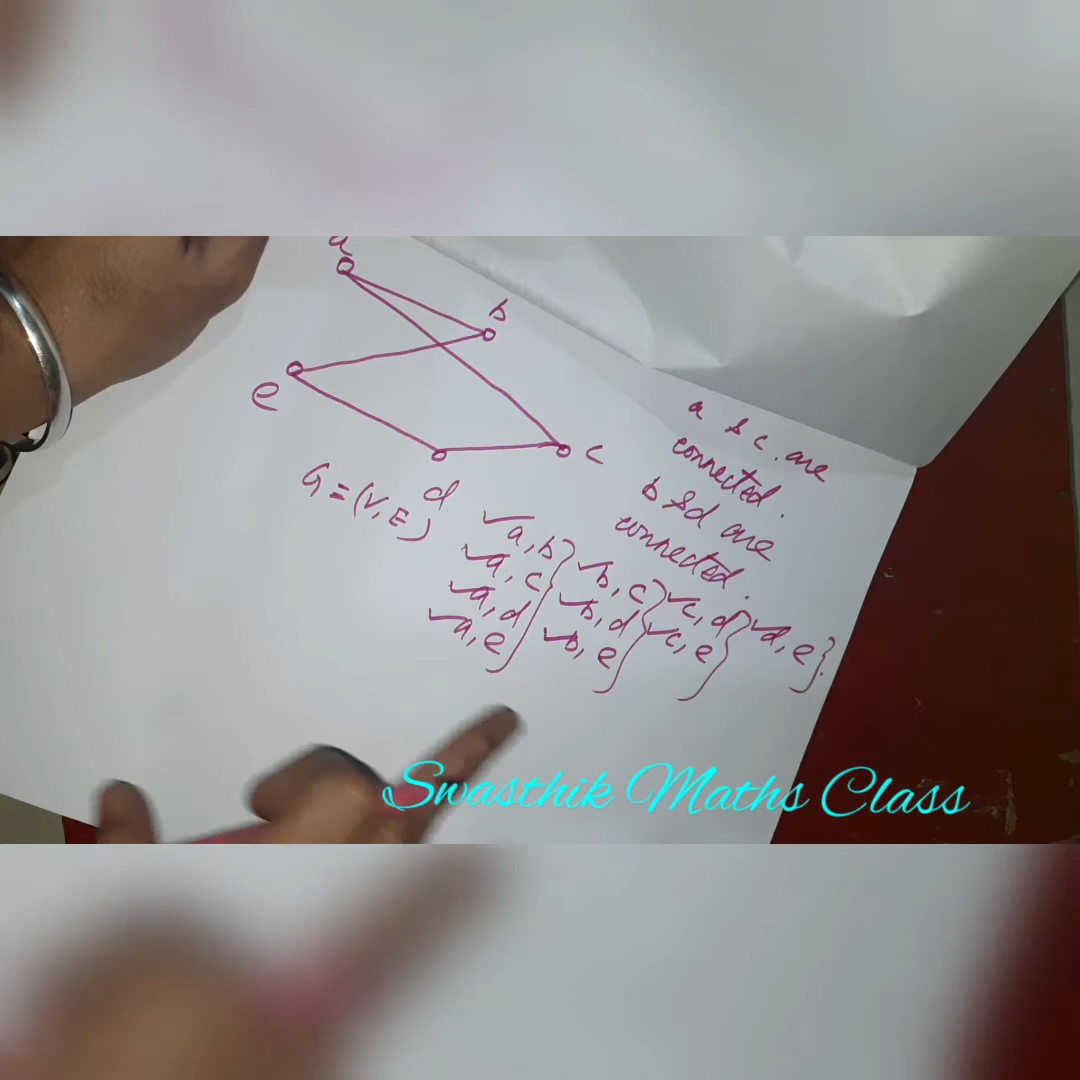 a
b
e
c
d
G = (V, E)
a & c. are
connected.
b & d are
connected.
✓a, b } ✓b, c } ✓c, d } ✓d, e }.
✓a, c ✓b, d ✓c, e
✓a, d ✓b, e
✓a, e
Swasthik Maths Class